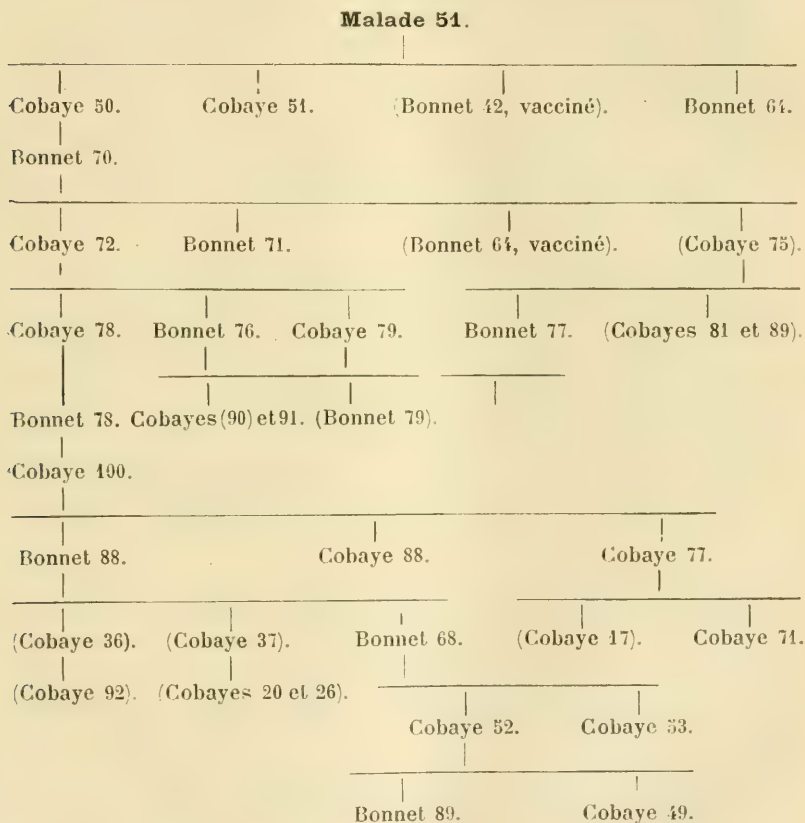 Malade 51.
Cobaye 50. Cobaye 51. (Bonnet 42, vacciné). Bonnet 64.
Bonnet 70.
Cobaye 72. Bonnet 71. (Bonnet 64, vacciné). (Cobaye 75).
Cobaye 78. Bonnet 76. Cobaye 79. Bonnet 77. (Cobayes 81 et 89).
Bonnet 78. Cobayes (90) et 91. (Bonnet 79).
Cobaye 100.
Bonnet 88. Cobaye 88. Cobaye 77.
(Cobaye 36). (Cobaye 37). Bonnet 68. (Cobaye 17). Cobaye 71.
(Cobaye 92). (Cobayes 20 et 26).
Cobaye 52. Cobaye 53.
Bonnet 89. Cobaye 49.